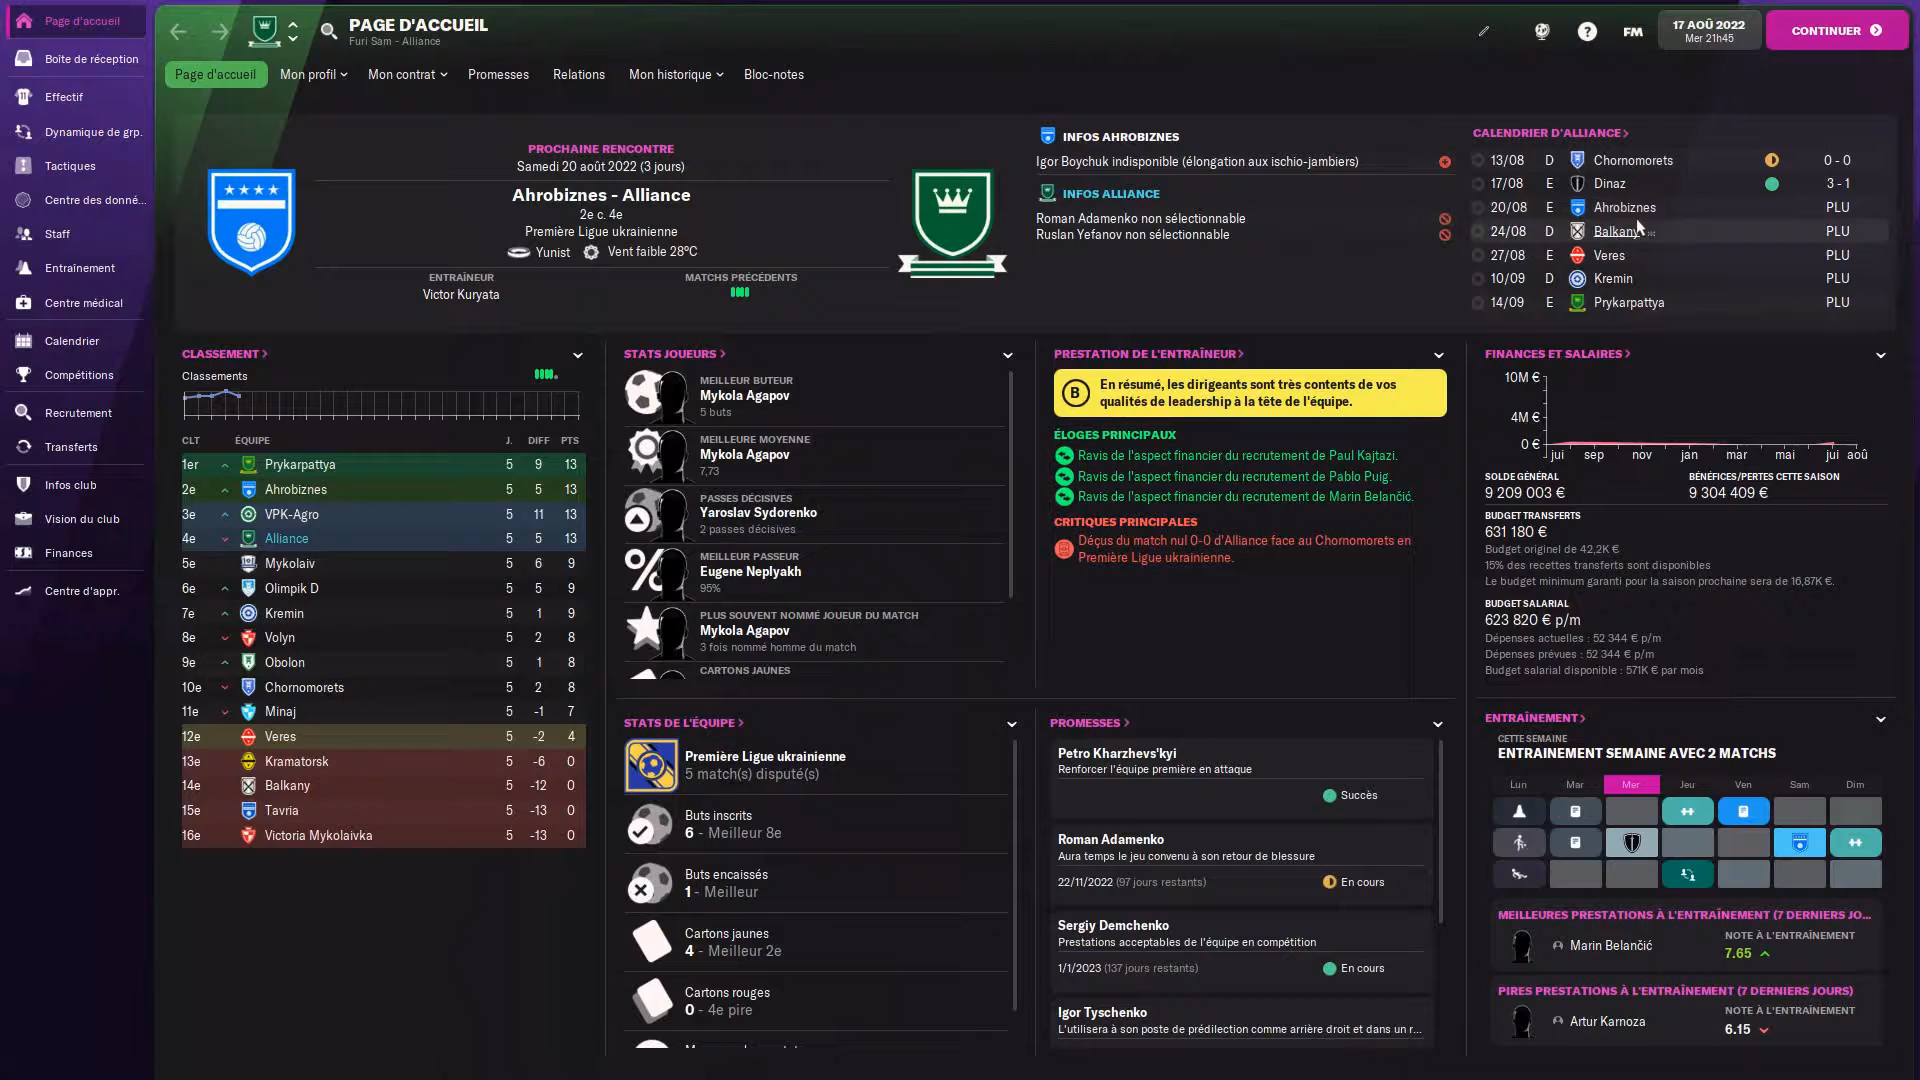 Page d'accueil
Boîte de réception
Effectif
Dynamique de grp.
Tactiques
Centre des donné...
Staff
Entraînement
Centre médical
Calendrier
Compétitions
Recrutement
Transferts
Infos club
Vision du club
Finances
Centre d'appr.
PAGE D'ACCUEIL
Furi Sam - Alliance
FM
17 AOÛ 2022
Mer 21h45
CONTINUER
Page d'accueil
Mon profil
Mon contrat
Promesses
Relations
Mon historique
Bloc-notes
PROCHAINE RENCONTRE
Samedi 20 août 2022 (3 jours)
Ahrobiznes - Alliance
2e c. 4e
Première Ligue ukrainienne
Yunist
Vent faible 28°C
ENTRAÎNEUR
Victor Kuryata
MATCHS PRÉCÉDENTS
INFOS AHROBIZNES
Igor Boychuk indisponible (élongation aux ischio-jambiers)
INFOS ALLIANCE
Roman Adamenko non sélectionnable
Ruslan Yefanov non sélectionnable
CALENDRIER D'ALLIANCE
13/08 D Chornomorets 0 - 0
17/08 E Dinaz 3 - 1
20/08 E Ahrobiznes PLU
24/08 D Balkany PLU
27/08 E Veres PLU
10/09 D Kremin PLU
14/09 E Prykarpattya PLU
CLASSEMENT
Classements
CLT ÉQUIPE J. DIFF PTS
1er Prykarpattya 5 9 13
2e Ahrobiznes 5 5 13
3e VPK-Agro 5 11 13
4e Alliance 5 5 13
5e Mykolaiv 5 6 9
6e Olimpik D 5 5 9
7e Kremin 5 1 9
8e Volyn 5 2 8
9e Obolon 5 1 8
10e Chornomorets 5 2 8
11e Minaj 5 -1 7
12e Veres 5 -2 4
13e Kramatorsk 5 -6 0
14e Balkany 5 -12 0
15e Tavria 5 -13 0
16e Victoria Mykolaivka 5 -13 0
STATS JOUEURS
MEILLEUR BUTEUR
Mykola Agapov
5 buts
MEILLEURE MOYENNE
Mykola Agapov
7,73
PASSES DÉCISIVES
Yaroslav Sydorenko
2 passes décisives
MEILLEUR PASSEUR
Eugene Neplyakh
95%
PLUS SOUVENT NOMMÉ JOUEUR DU MATCH
Mykola Agapov
3 fois nommé homme du match
CARTONS JAUNES
STATS DE L'ÉQUIPE
Première Ligue ukrainienne
5 match(s) disputé(s)
Buts inscrits
6 - Meilleur 8e
Buts encaissés
1 - Meilleur
Cartons jaunes
4 - Meilleur 2e
Cartons rouges
0 - 4e pire
PRESTATION DE L'ENTRAÎNEUR
B
En résumé, les dirigeants sont très contents de vos
qualités de leadership à la tête de l'équipe.
ÉLOGES PRINCIPAUX
Ravis de l'aspect financier du recrutement de Paul Kajtazi.
Ravis de l'aspect financier du recrutement de Pablo Puig.
Ravis de l'aspect financier du recrutement de Marin Belančić.
CRITIQUES PRINCIPALES
Déçus du match nul 0-0 d'Alliance face au Chornomorets en
Première Ligue ukrainienne.
PROMESSES
Petro Kharzhevs'kyi
Renforcer l'équipe première en attaque
Succès
Roman Adamenko
Aura temps le jeu convenu à son retour de blessure
22/11/2022 (97 jours restants)
En cours
Sergiy Demchenko
Prestations acceptables de l'équipe en compétition
1/1/2023 (137 jours restants)
En cours
Igor Tyschenko
L'utilisera à son poste de prédilection comme arrière droit et dans un r...
FINANCES ET SALAIRES
10M €
4M €
0 €
jui sep nov jan mar mai jui aoû
SOLDE GÉNÉRAL
9 209 003 €
BÉNÉFICES/PERTES CETTE SAISON
9 304 409 €
BUDGET TRANSFERTS
631 180 €
Budget originel de 42,2K €
15% des recettes transferts sont disponibles
Le budget minimum garanti pour la saison prochaine sera de 16,87K €.
BUDGET SALARIAL
623 820 € p/m
Dépenses actuelles : 52 344 € p/m
Dépenses prévues : 52 344 € p/m
Budget salarial disponible : 571K € par mois
ENTRAÎNEMENT
CETTE SEMAINE
ENTRAINEMENT SEMAINE AVEC 2 MATCHS
Lun Mar Mer Jeu Ven Sam Dim
MEILLEURES PRESTATIONS À L'ENTRAÎNEMENT (7 DERNIERS JO...
Marin Belančić
NOTE À L'ENTRAÎNEMENT
7.65
PIRES PRESTATIONS À L'ENTRAÎNEMENT (7 DERNIERS JOURS)
Artur Karnoza
NOTE À L'ENTRAÎNEMENT
6.15